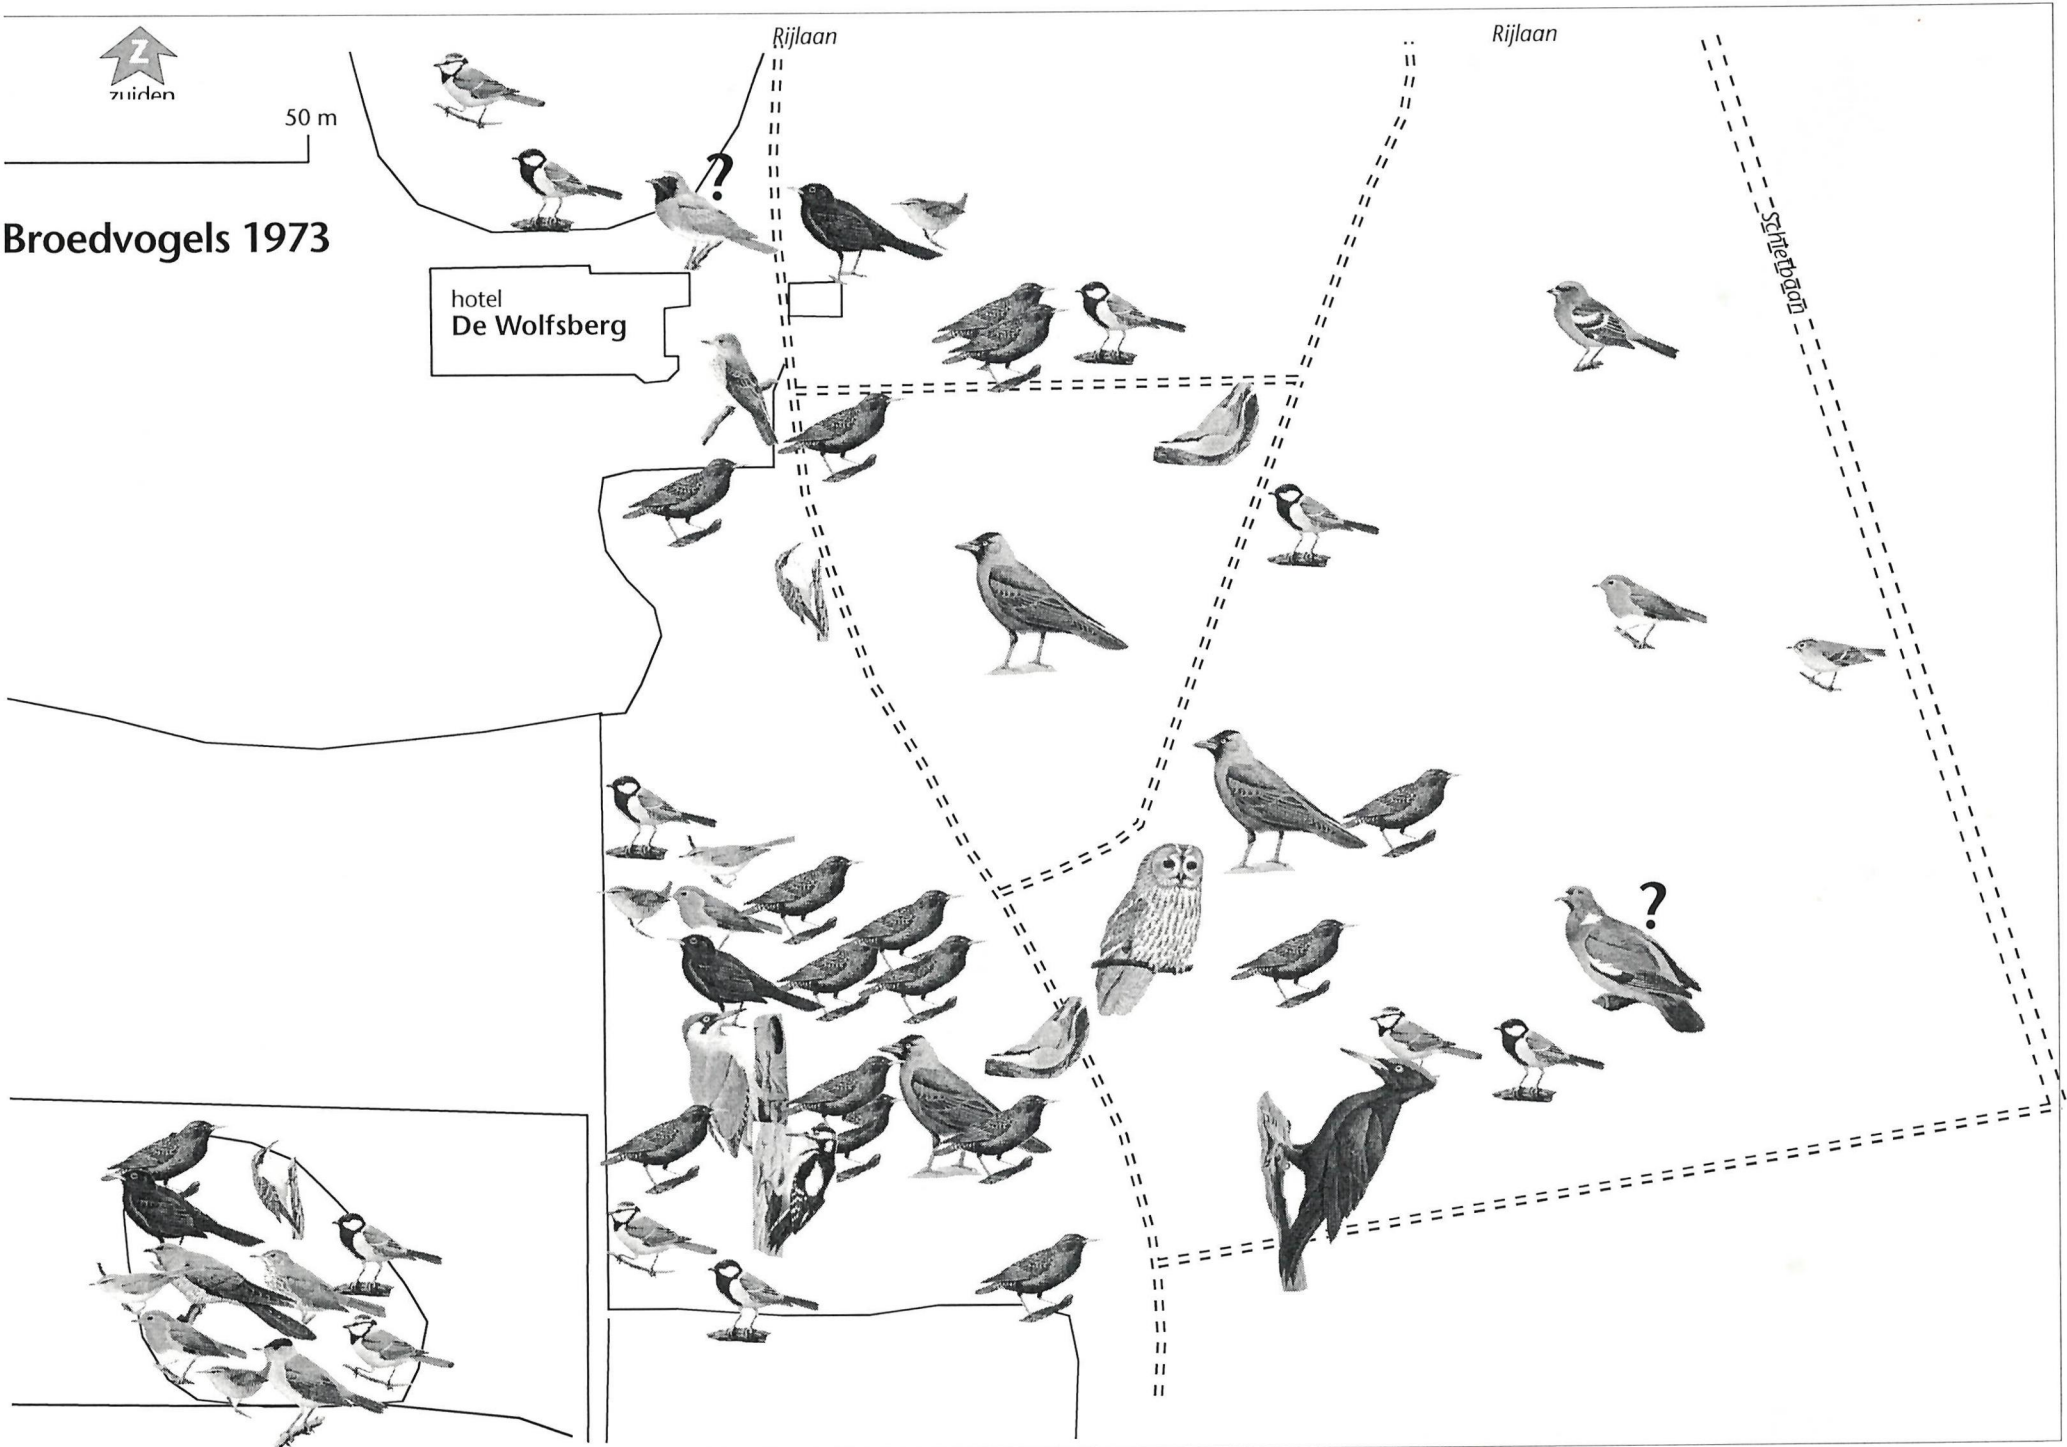 Z
zuiden
50 m
Broedvogels 1973
Rijlaan
Rijlaan
?
hotel
De Wolfsberg
Schietbaan
?